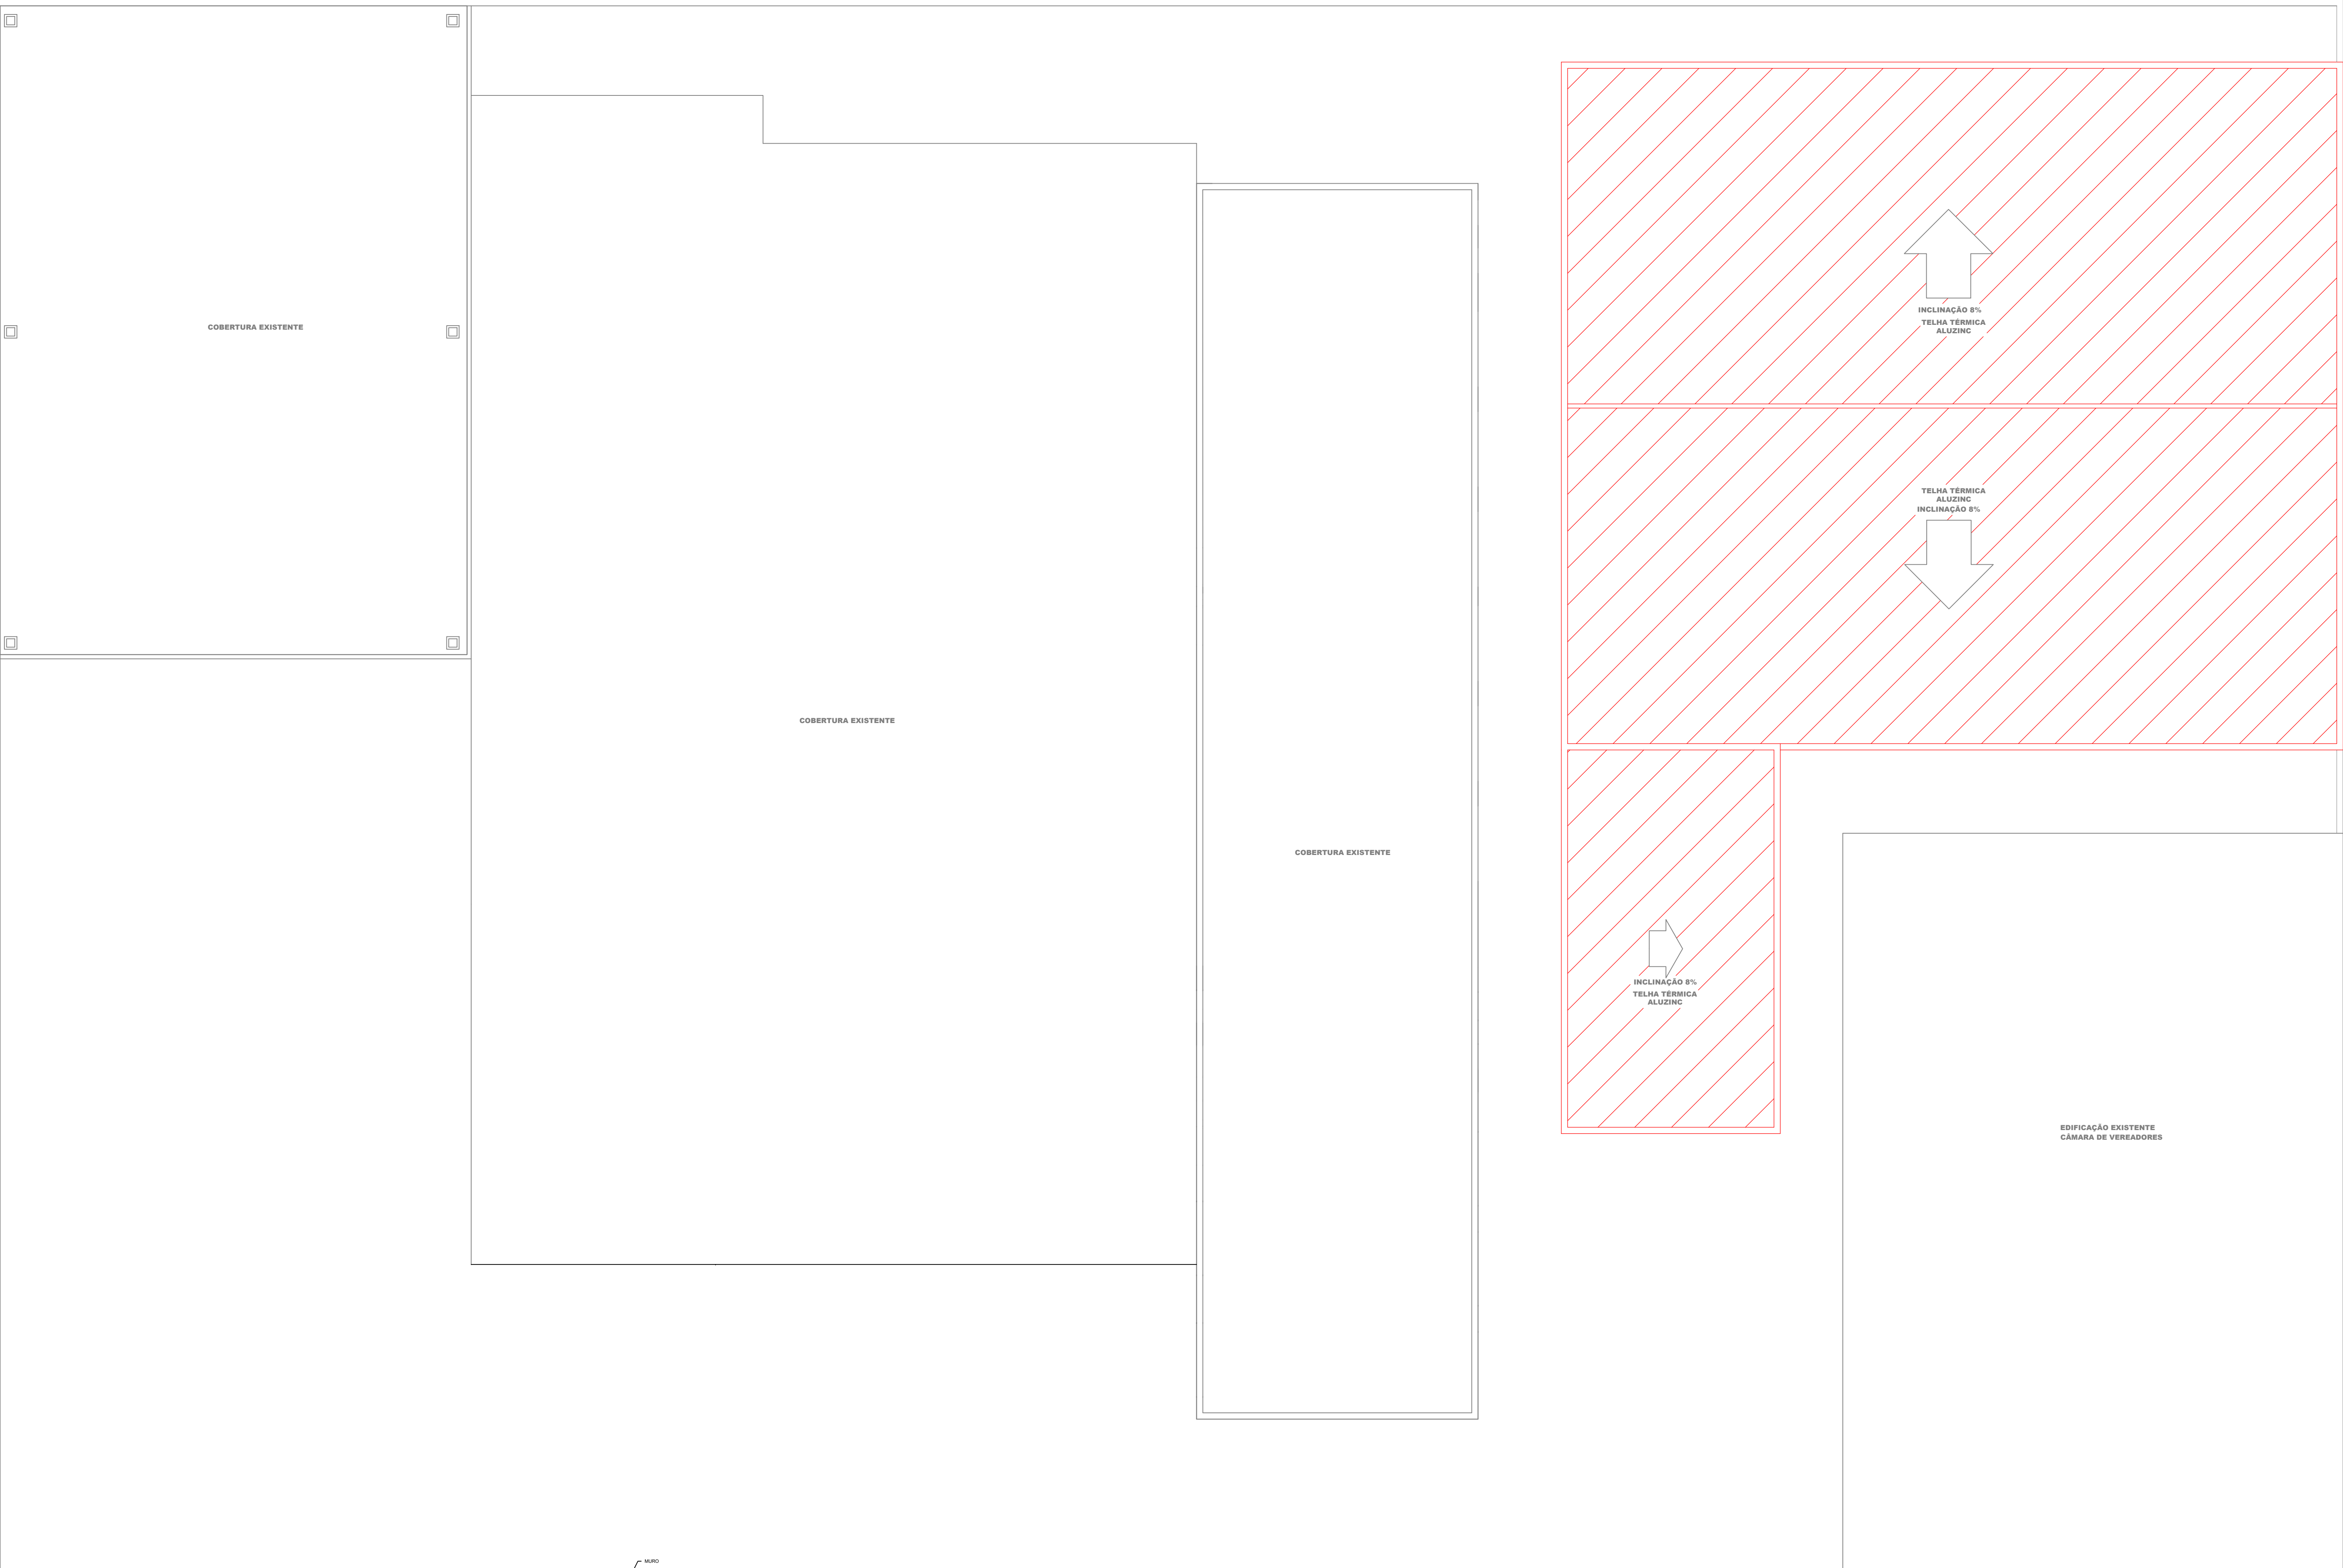 COBERTURA EXISTENTE
INCLINAÇÃO 8%
TELHA TÉRMICA
ALUZINC
TELHA TÉRMICA
ALUZINC
INCLINAÇÃO 8%
COBERTURA EXISTENTE
COBERTURA EXISTENTE
INCLINAÇÃO 8%
TELHA TÉRMICA
ALUZINC
EDIFICAÇÃO EXISTENTE
CÂMARA DE VEREADORES
MURO